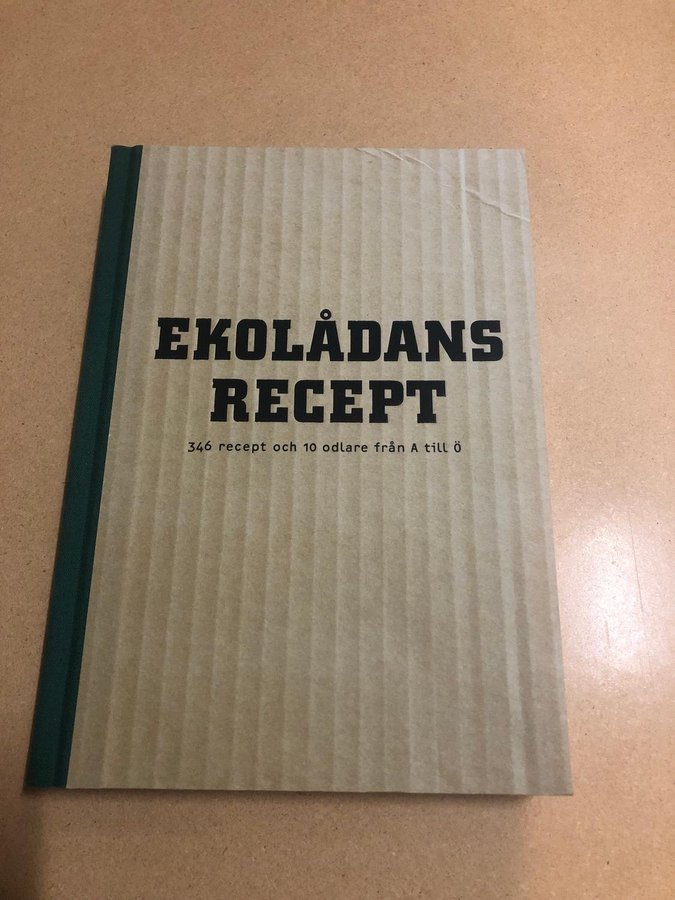 EKOLÅDANS
RECEPT
346 recept och 10 odlare från A till Ö